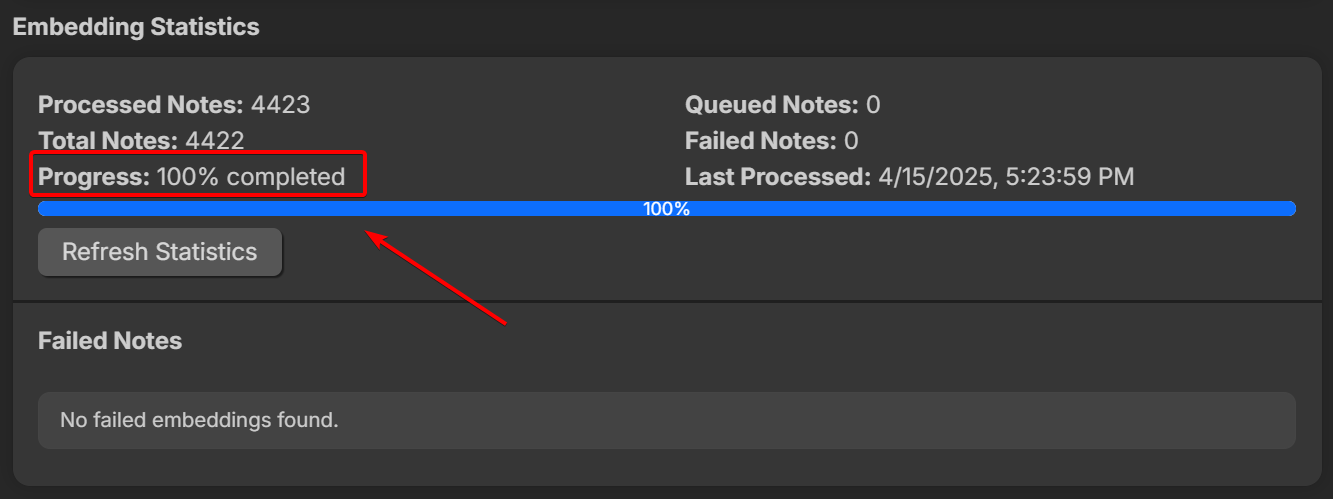 Embedding Statistics
Processed Notes: 4423
Queued Notes: 0
Total Notes: 4422
Failed Notes: 0
Progress: 100% completed
Last Processed: 4/15/2025, 5:23:59 PM
100%
Refresh Statistics
Failed Notes
No failed embeddings found.